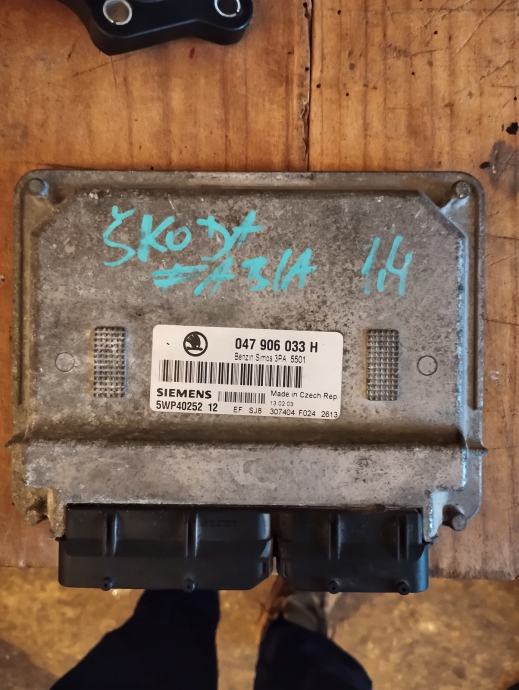 ŠKODA
FABIA 1,4
047 906 033 H
Benzin Simos 3PA 5501
SIEMENS
Made in Czech Rep
13.02.03
5WP40252 12
EF SJ8 307404 F024 2613